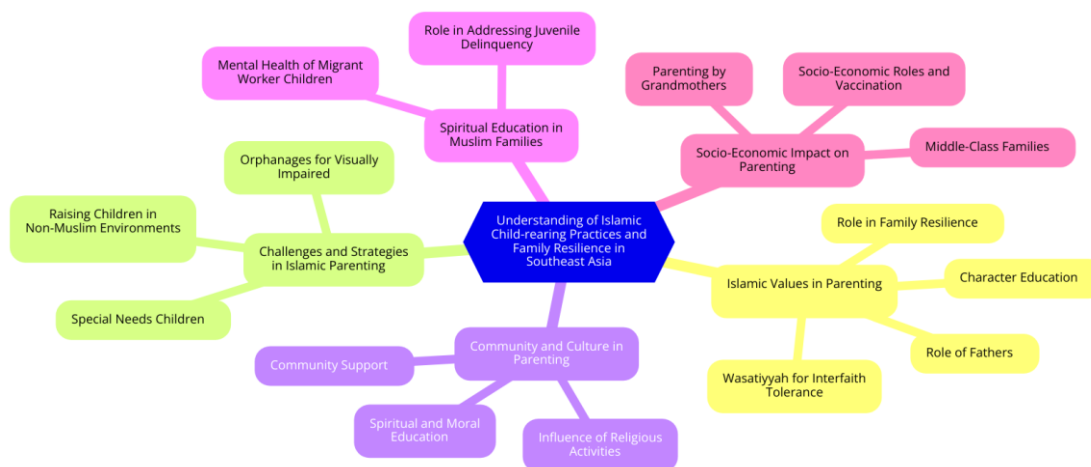 Role in Addressing Juvenile
Delinquency
Mental Health of Migrant
Worker Children
Spiritual Education in
Muslim Families
Parenting by
Grandmothers
Socio-Economic Roles and
Vaccination
Socio-Economic Impact on
Parenting
Middle-Class Families
Orphanages for Visually
Impaired
Raising Children in
Non-Muslim Environments
Challenges and Strategies
in Islamic Parenting
Special Needs Children
Understanding of Islamic
Child-rearing Practices and
Family Resilience in
Southeast Asia
Role in Family Resilience
Islamic Values in Parenting
Character Education
Role of Fathers
Wasatiyyah for Interfaith
Tolerance
Community and Culture in
Parenting
Community Support
Spiritual and Moral
Education
Influence of Religious
Activities